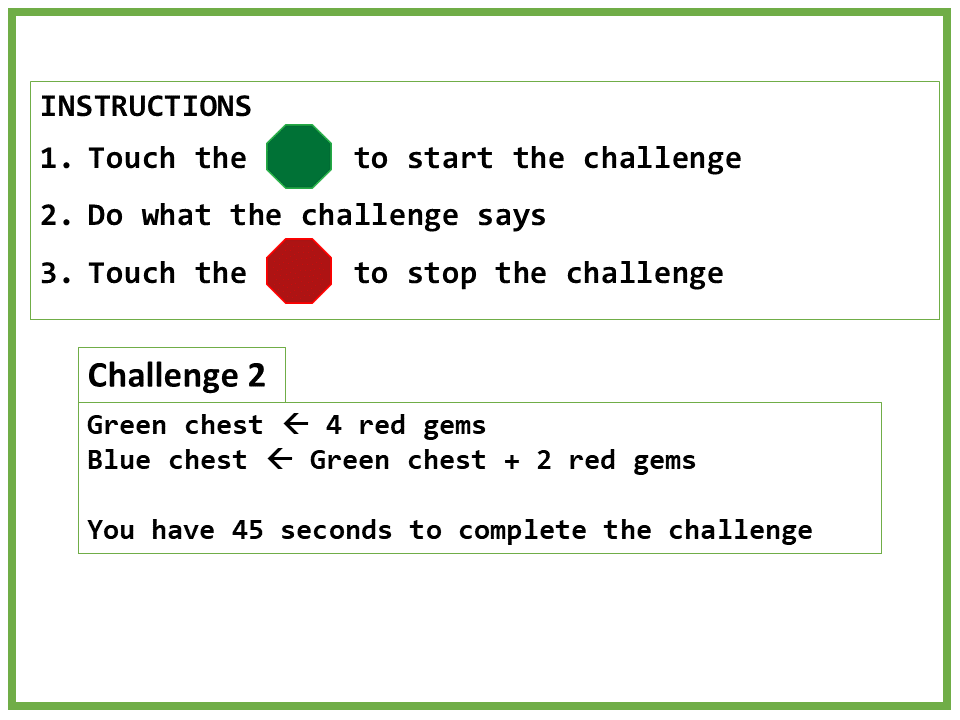 INSTRUCTIONS
1. Touch the to start the challenge
2. Do what the challenge says
3. Touch the to stop the challenge
Challenge 2
Green chest ← 4 red gems
Blue chest ← Green chest + 2 red gems
You have 45 seconds to complete the challenge